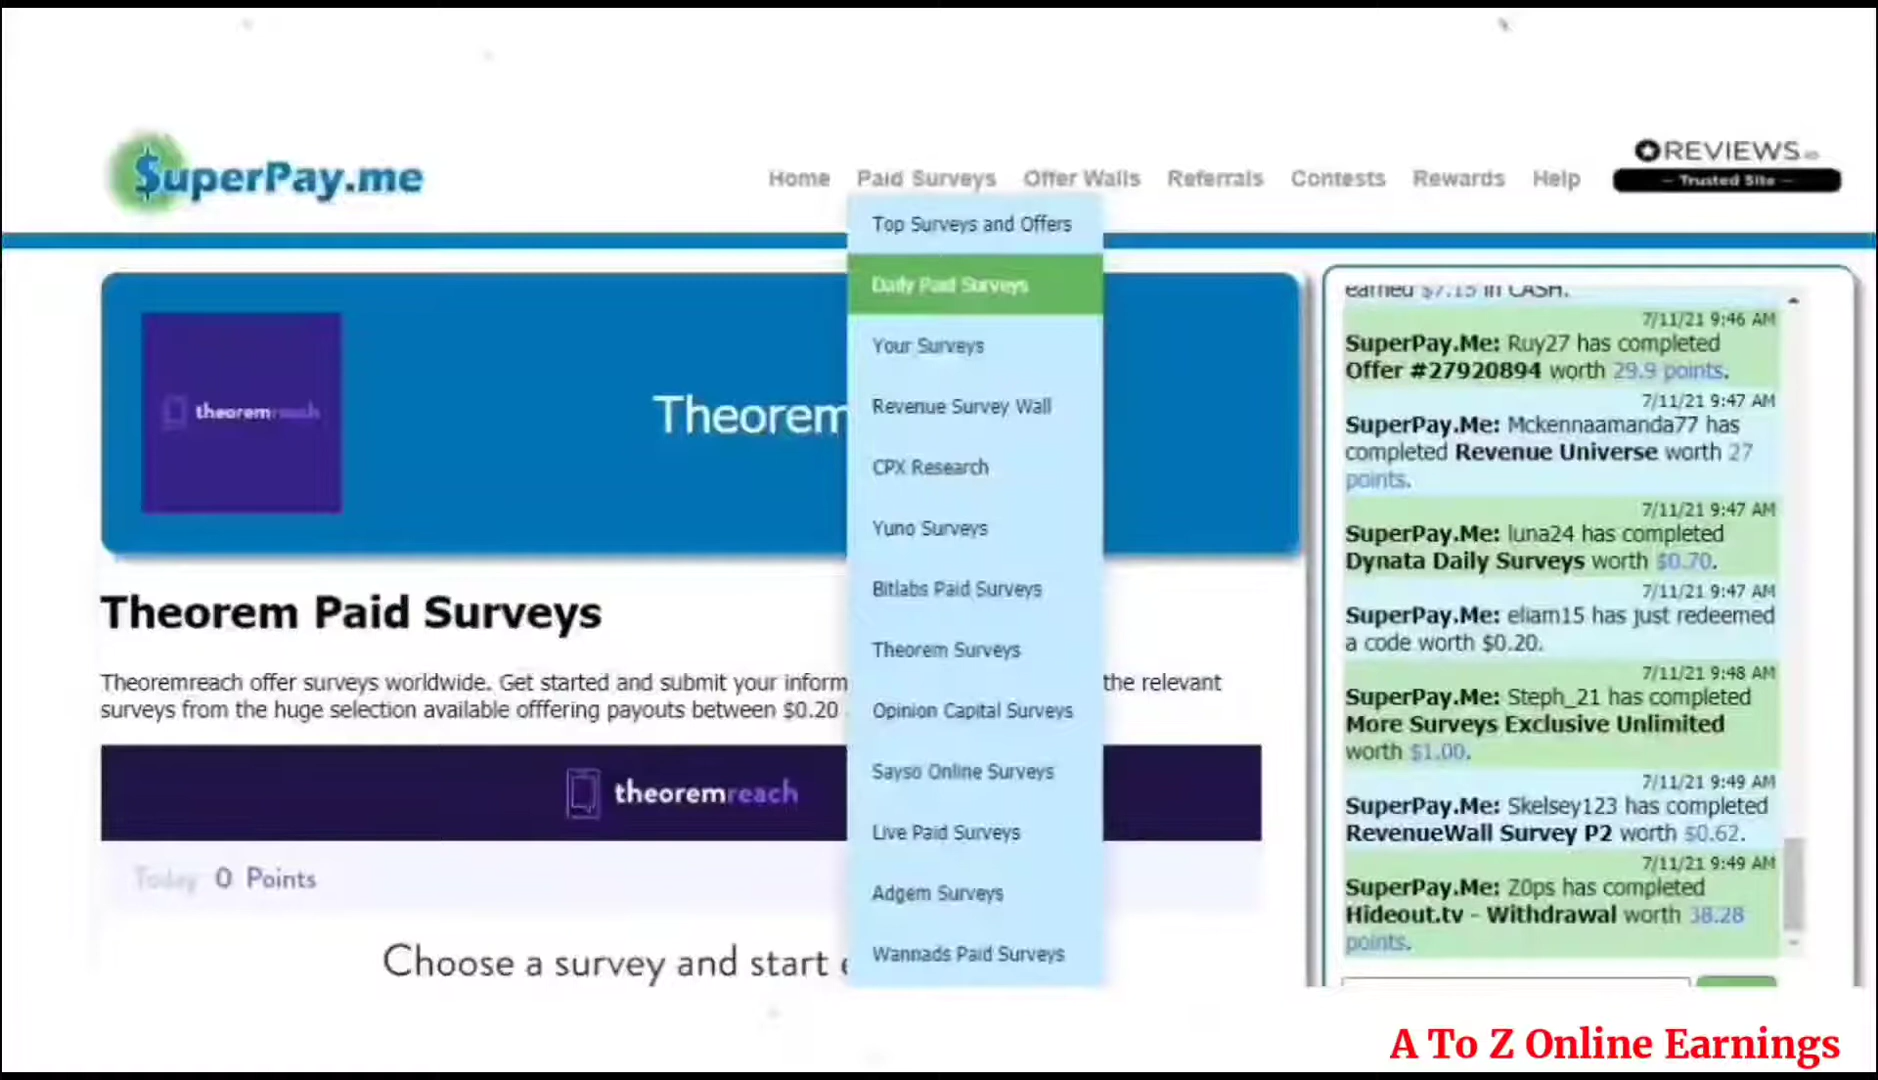 $uperPay.me
Home Paid Surveys Offer Walls Referrals Contests Rewards Help
REVIEWS
— Trusted Site —
Top Surveys and Offers
Daily Paid Surveys
Your Surveys
Revenue Survey Wall
CPX Research
Yuno Surveys
Bitlabs Paid Surveys
Theorem Surveys
Opinion Capital Surveys
Sayso Online Surveys
Live Paid Surveys
Adgem Surveys
Wannads Paid Surveys
theoremreach
Theorem
Theorem Paid Surveys
Theoremreach offer surveys worldwide. Get started and submit your inform the relevant
surveys from the huge selection available offfering payouts between $0.20
theoremreach
Today 0 Points
Choose a survey and start e
earned $7.15 in CASH.
7/11/21 9:46 AM
SuperPay.Me: Ruy27 has completed
Offer #27920894 worth 29.9 points.
7/11/21 9:47 AM
SuperPay.Me: Mckennaamanda77 has
completed Revenue Universe worth 27
points.
7/11/21 9:47 AM
SuperPay.Me: luna24 has completed
Dynata Daily Surveys worth $0.70.
7/11/21 9:47 AM
SuperPay.Me: eliam15 has just redeemed
a code worth $0.20.
7/11/21 9:48 AM
SuperPay.Me: Steph_21 has completed
More Surveys Exclusive Unlimited
worth $1.00.
7/11/21 9:49 AM
SuperPay.Me: Skelsey123 has completed
RevenueWall Survey P2 worth $0.62.
7/11/21 9:49 AM
SuperPay.Me: Z0ps has completed
Hideout.tv - Withdrawal worth 38.28
points.
A To Z Online Earnings